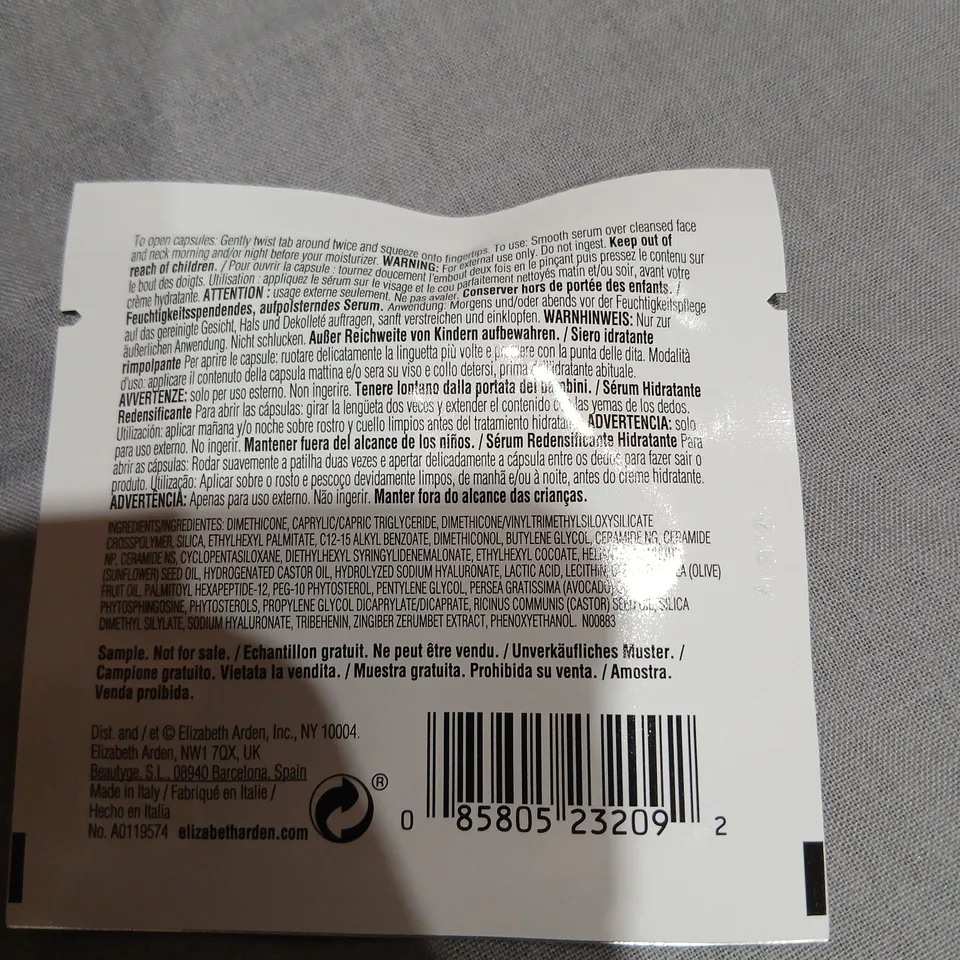 To open capsules: Gently twist tab around twice and squeeze onto fingertips. To use: Smooth serum over cleansed face
and neck morning and/or night before your moisturizer. WARNING: For external use only. Do not ingest. Keep out of
reach of children. / Pour ouvrir la capsule : tournez doucement l'embout deux fois en le pinçant puis pressez le contenu sur
le bout des doigts. Utilisation : appliquez le sérum sur le visage et le cou parfaitement nettoyés matin et/ou soir, avant votre
crème hydratante. ATTENTION : usage externe seulement. Ne pas avaler. Conserver hors de portée des enfants. /
Feuchtigkeitsspendendes, aufpolsterndes Serum. Anwendung: Morgens und/oder abends vor der Feuchtigkeitspflege
auf das gereinigte Gesicht, Hals und Dekolleté auftragen, sanft verstreichen und einklopfen. WARNHINWEIS: Nur zur
äußerlichen Anwendung. Nicht schlucken. Außer Reichweite von Kindern aufbewahren. / Siero idratante
rimpolpante Per aprire le capsule: ruotare delicatamente la linguetta più volte e premere con la punta delle dita. Modalità
d'uso: applicare il contenuto della capsula mattina e/o sera su viso e collo detersi, prima dell'idratante abituale.
AVVERTENZE: solo per uso esterno. Non ingerire. Tenere lontano dalla portata dei bambini. / Sérum Hidratante
Redensificante Para abrir las cápsulas: girar la lengüeta dos veces y extender el contenido con las yemas de los dedos.
Utilización: aplicar mañana y/o noche sobre rostro y cuello limpios antes del tratamiento hidratante. ADVERTENCIA: solo
para uso externo. No ingerir. Mantener fuera del alcance de los niños. / Sérum Redensificante Hidratante Para
abrir as cápsulas: Rodar suavemente a patilha duas vezes e apertar delicadamente a cápsula entre os dedos para fazer sair o
produto. Utilização: Aplicar sobre o rosto e pescoço devidamente limpos, de manhã e/ou à noite, antes do creme hidratante.
ADVERTÊNCIA: Apenas para uso externo. Não ingerir. Manter fora do alcance das crianças.
INGREDIENTS/INGREDIENTES: DIMETHICONE, CAPRYLIC/CAPRIC TRIGLYCERIDE, DIMETHICONE/VINYLTRIMETHYLSILOXYSILICATE
CROSSPOLYMER, SILICA, ETHYLHEXYL PALMITATE, C12-15 ALKYL BENZOATE, DIMETHICONOL, BUTYLENE GLYCOL, CERAMIDE NG, CERAMIDE
NP, CERAMIDE NS, CYCLOPENTASILOXANE, DIETHYLHEXYL SYRINGYLIDENEMALONATE, ETHYLHEXYL COCOATE,
(SUNFLOWER) SEED OIL, HYDROGENATED CASTOR OIL, HYDROLYZED SODIUM HYALURONATE, LACTIC ACID, LECITHIN, (OLIVE)
FRUIT OIL, PALMITOYL HEXAPEPTIDE-12, PEG-10 PHYTOSTEROL, PENTYLENE GLYCOL, PERSEA GRATISSIMA (AVOCADO)
PHYTOSPHINGOSINE, PHYTOSTEROLS, PROPYLENE GLYCOL DICAPRYLATE/DICAPRATE, RICINUS COMMUNIS (CASTOR) SEED OIL, SILICA
DIMETHYL SILYLATE, SODIUM HYALURONATE, TRIBEHENIN, ZINGIBER ZERUMBET EXTRACT, PHENOXYETHANOL. N00883
Sample. Not for sale. / Echantillon gratuit. Ne peut être vendu. / Unverkäufliches Muster. /
Campione gratuito. Vietata la vendita. / Muestra gratuita. Prohibida su venta. / Amostra.
Venda proibida.
Dist. and / et © Elizabeth Arden, Inc., NY 10004.
Elizabeth Arden, NW1 7QX, UK
Beautyge, S.L. 08940 Barcelona, Spain
Made in Italy / Fabriqué en Italie /
Hecho en Italia
No. A0119574 elizabetharden.com
®
0 85805 23209 2